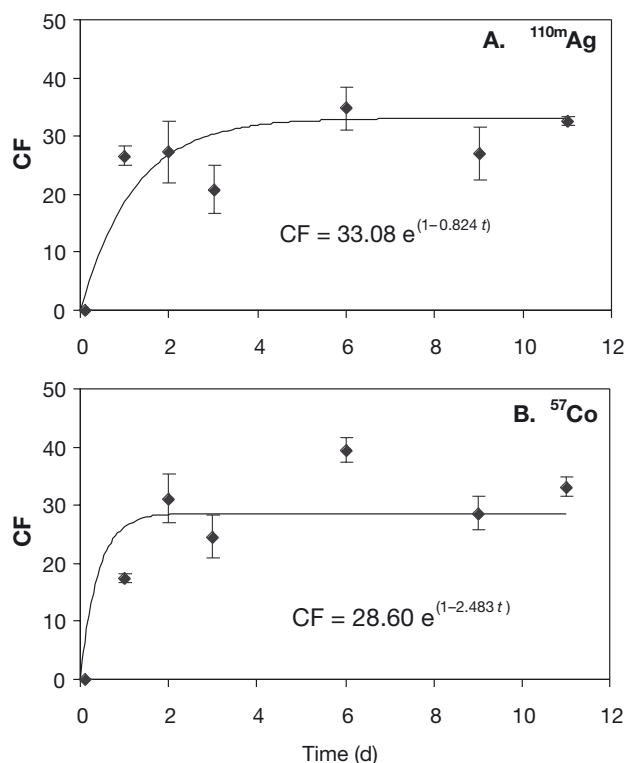 50
A. 110mAg
40
30
CF
20
CF = 33.08 e(1–0.824 t)
10
0
0 2 4 6 8 10 12
50
B. 57Co
40
30
CF
20
CF = 28.60 e(1–2.483 t)
10
0
0 2 4 6 8 10 12
Time (d)